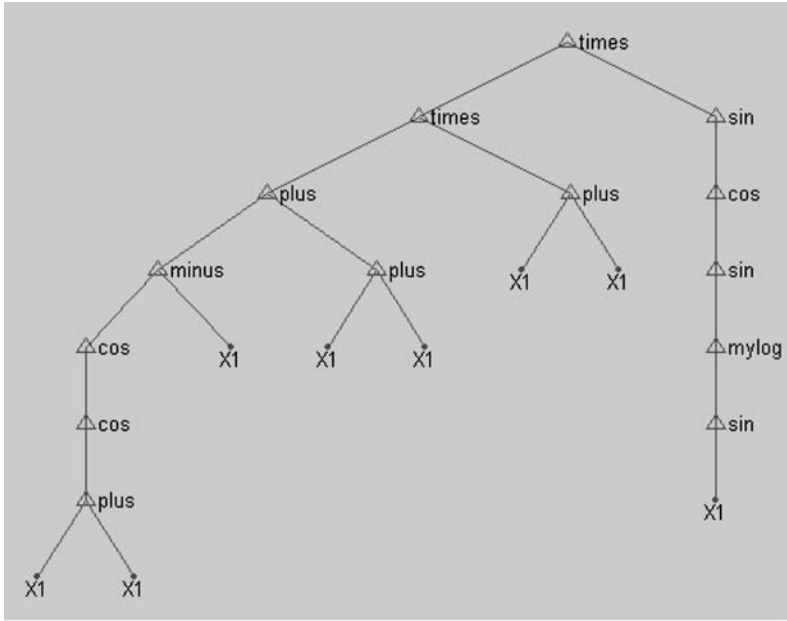 times
times sin
plus plus cos
minus plus X1 X1 sin
cos X1 X1 X1 mylog
cos sin
plus X1
X1 X1